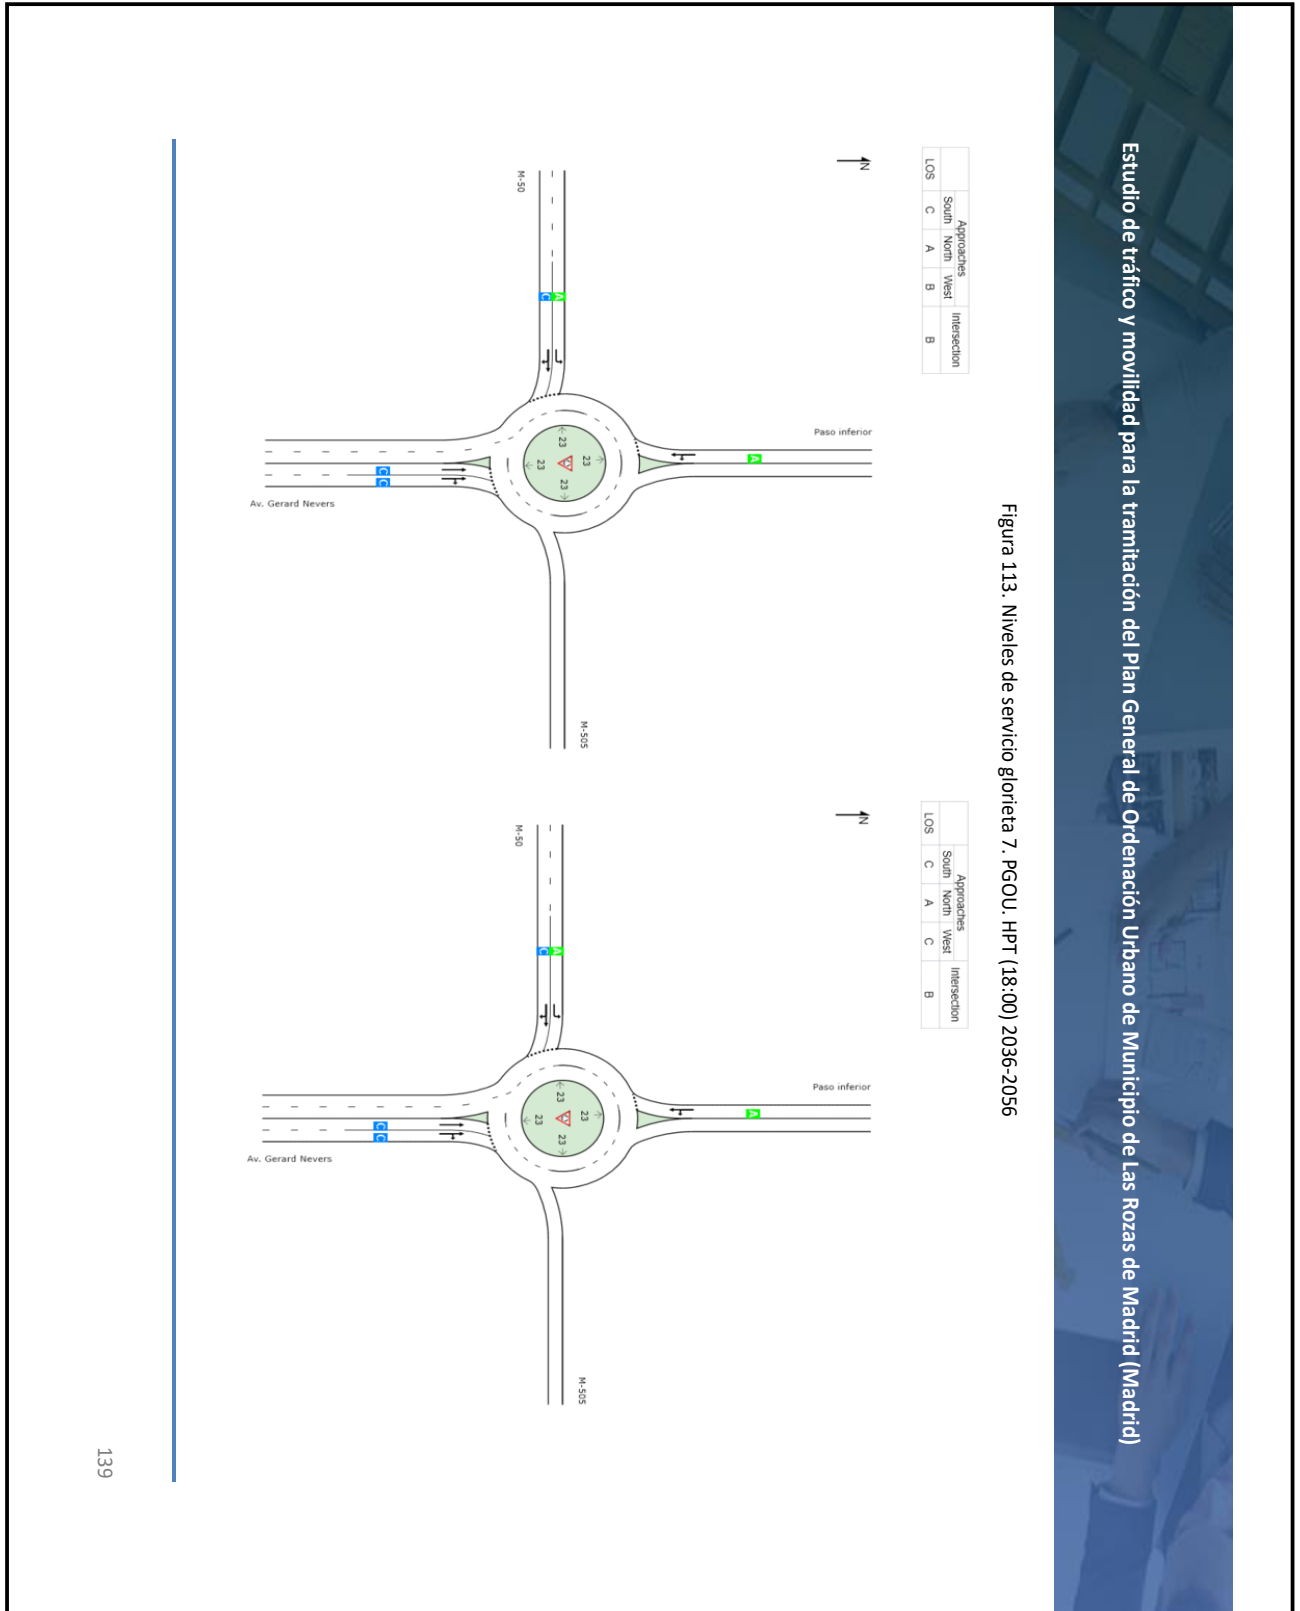 Estudio de tráfico y movilidad para la tramitación del Plan General de Ordenación Urbano de Municipio de Las Rozas de Madrid (Madrid)
Figura 113. Niveles de servicio glorieta 7. PGOU. HPT (18:00) 2036-2056
Approaches Intersection
South North West
LOS C A B B
N
Paso inferior
A
M-50
A
C
23
23
23
23
C
C
Av. Gerard Nevers
M-505
Approaches Intersection
South North West
LOS C A C B
N
Paso inferior
A
M-50
A
C
23
23
23
23
C
C
Av. Gerard Nevers
M-505
139